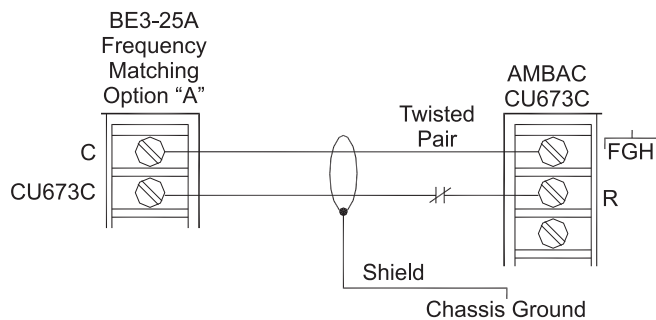 BE3-25A
Frequency
Matching
Option “A”
AMBAC
CU673C
Twisted
Pair
C
FGH
CU673C
R
Shield
Chassis Ground